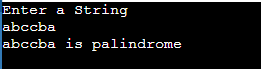 Enter a String
abccba
abccba is palindrome